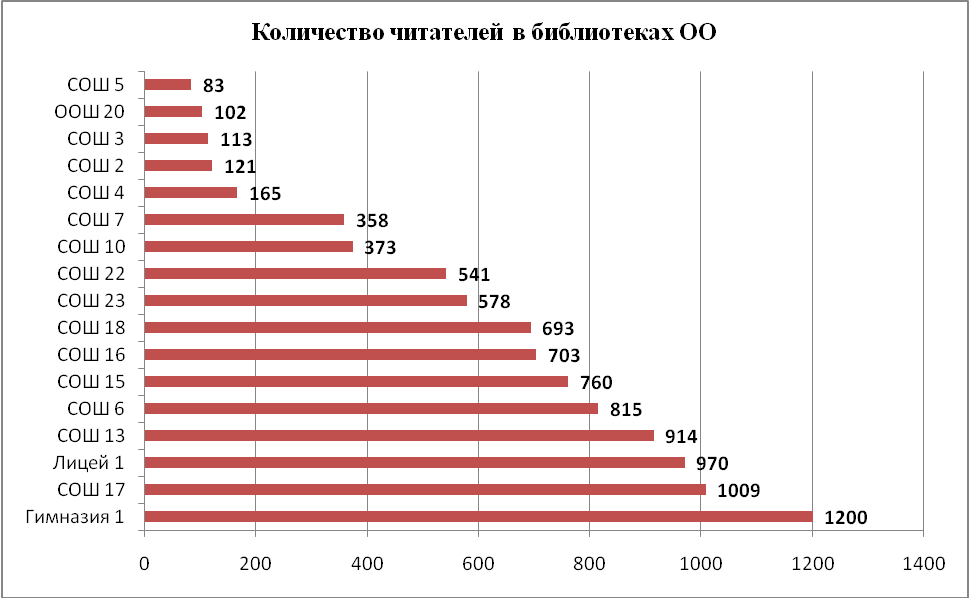 Количество читателей в библиотеках ОО
СОШ 5 83
ООШ 20 102
СОШ 3 113
СОШ 2 121
СОШ 4 165
СОШ 7 358
СОШ 10 373
СОШ 22 541
СОШ 23 578
СОШ 18 693
СОШ 16 703
СОШ 15 760
СОШ 6 815
СОШ 13 914
Лицей 1 970
СОШ 17 1009
Гимназия 1 1200
0 200 400 600 800 1000 1200 1400